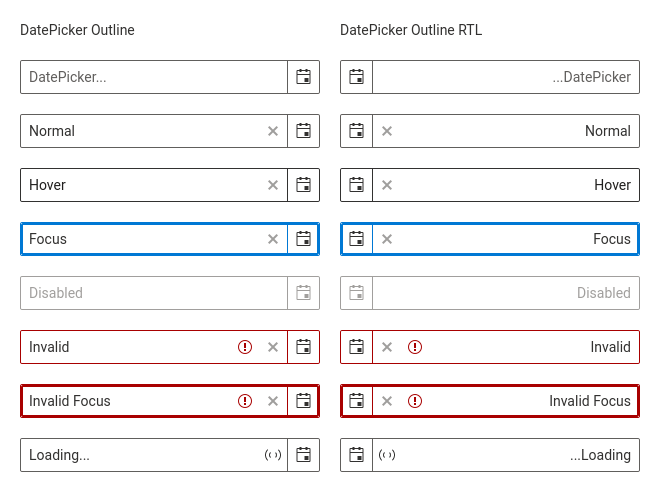 DatePicker Outline
DatePicker Outline RTL
DatePicker...
...DatePicker
Normal
Normal
Hover
Hover
Focus
Focus
Disabled
Disabled
Invalid
Invalid
Invalid Focus
Invalid Focus
Loading...
...Loading